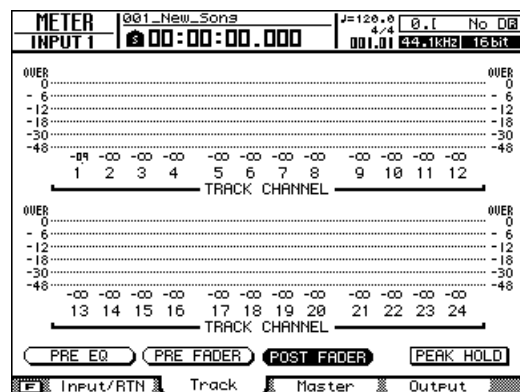 METER
INPUT 1
001_New_Song
S 00:00:00.000
♩=120.0
4/4
001.01
0.[ No DR
44.1kHz 16bit
OVER OVER
0 0
- 6 - 6
-12 -12
-18 -18
-30 -30
-48 -48
-09 -∞ -∞ -∞ -∞ -∞ -∞ -∞ -∞ -∞ -∞ -∞
1 2 3 4 5 6 7 8 9 10 11 12
TRACK CHANNEL
OVER OVER
0 0
- 6 - 6
-12 -12
-18 -18
-30 -30
-48 -48
-∞ -∞ -∞ -∞ -∞ -∞ -∞ -∞ -∞ -∞ -∞ -∞
13 14 15 16 17 18 19 20 21 22 23 24
TRACK CHANNEL
PRE EQ PRE FADER POST FADER PEAK HOLD
F Input/RTN Track Master Output